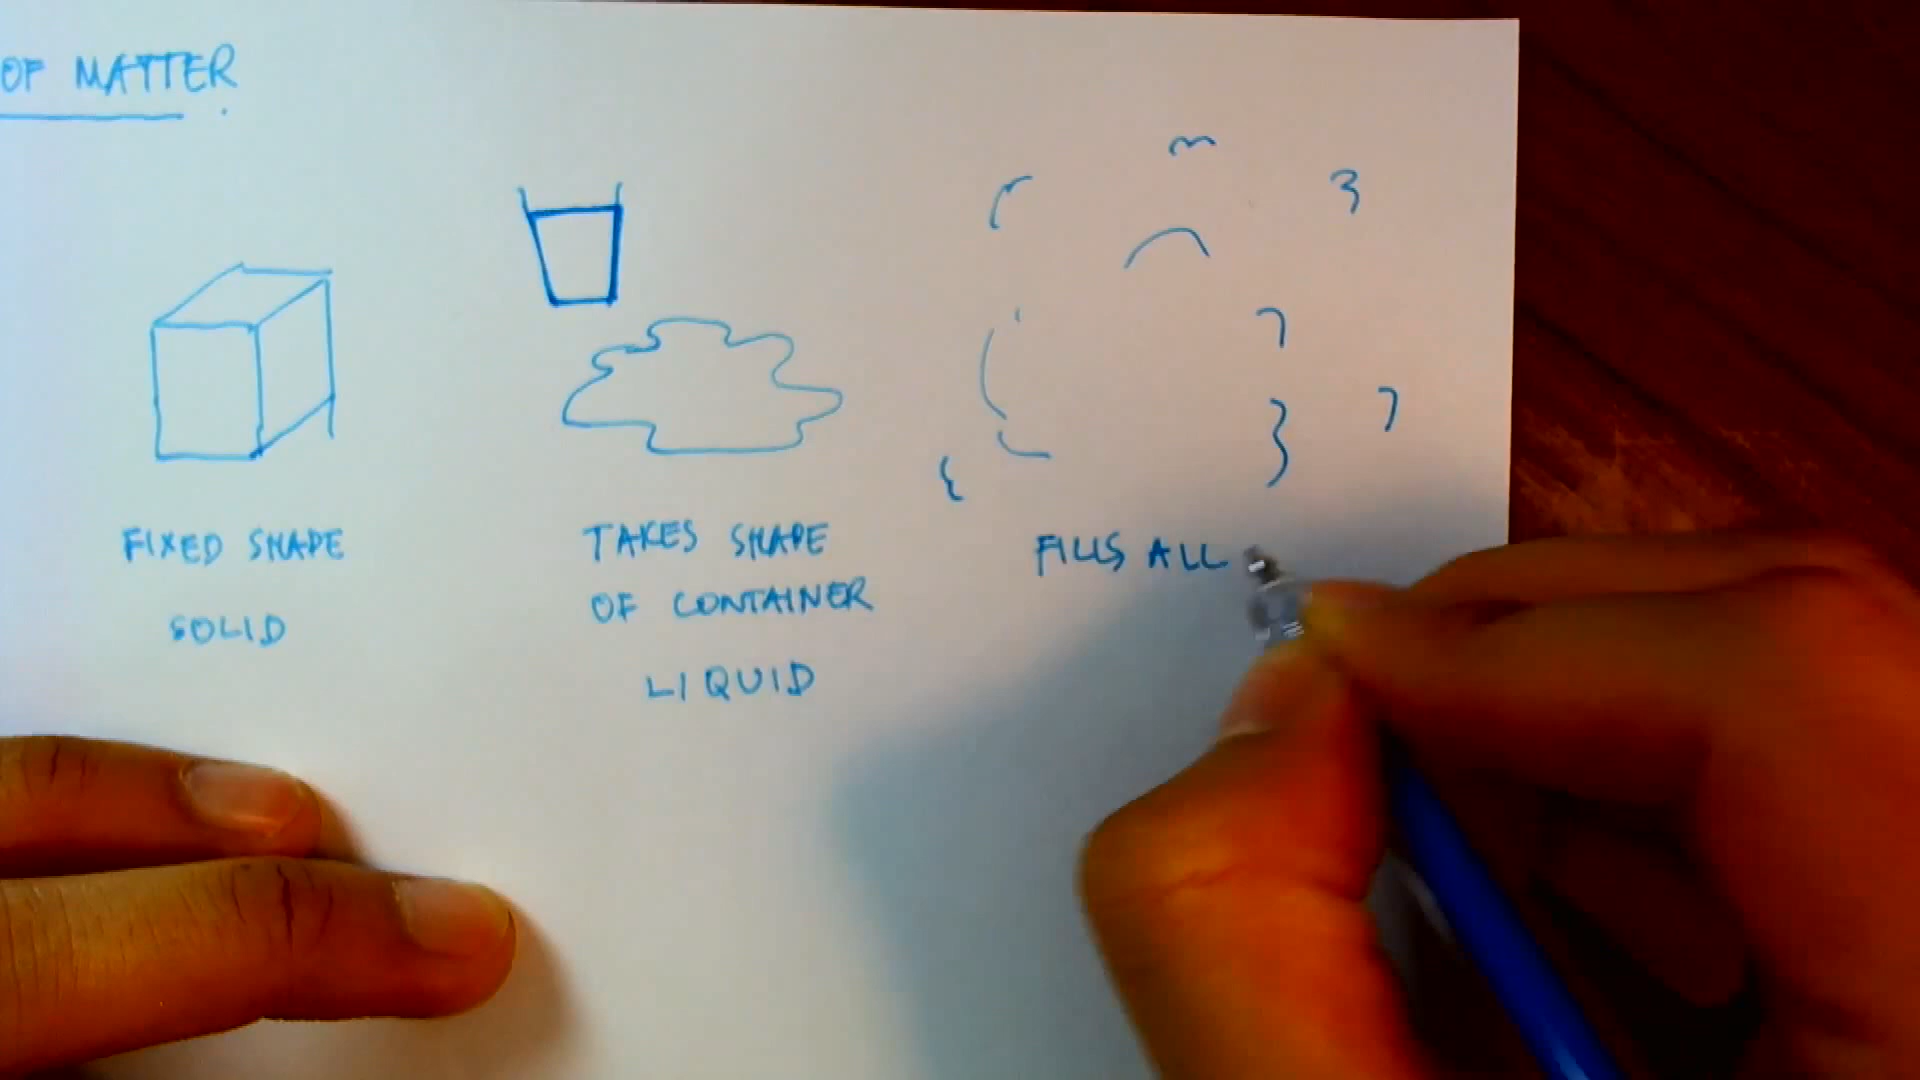 OF MATTER
FIXED SHAPE
SOLID
TAKES SHAPE
OF CONTAINER
LIQUID
FILLS ALL